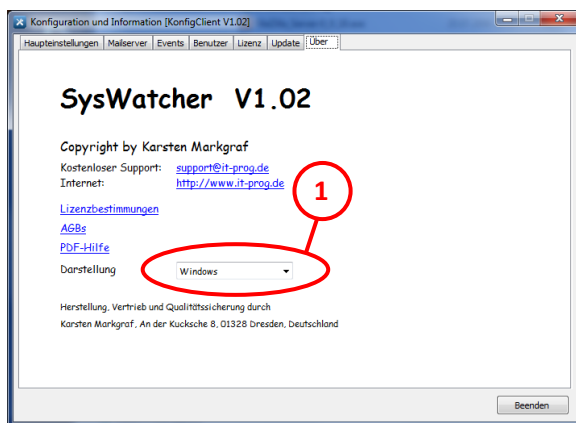 Konfiguration und Information [KonfigClient V1.02]
Haupteinstellungen Mailserver Events Benutzer Lizenz Update Über
SysWatcher V1.02
Copyright by Karsten Markgraf
Kostenloser Support: support@it-prog.de
Internet: http://www.it-prog.de
1
Lizenzbestimmungen
AGBs
PDF-Hilfe
Darstellung Windows
Herstellung, Vertrieb und Qualitätssicherung durch
Karsten Markgraf, An der Kucksche 8, 01328 Dresden, Deutschland
Beenden